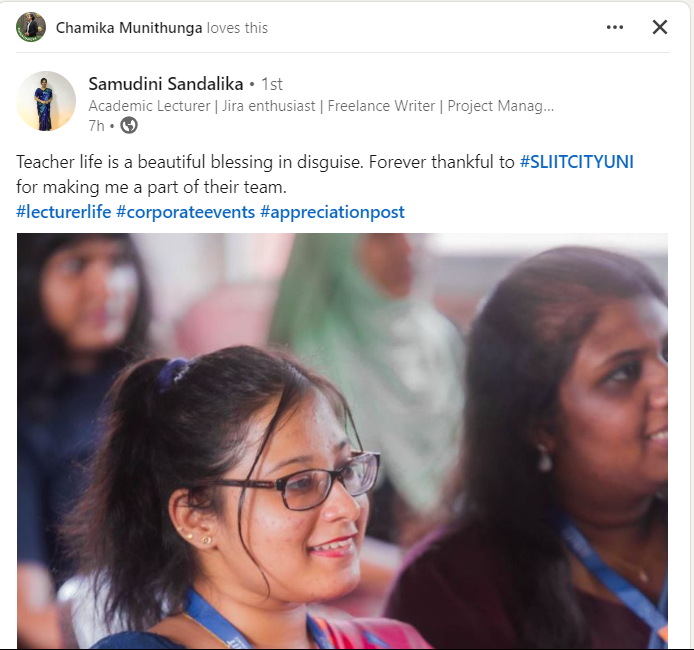 Chamika Munithunga loves this
Samudini Sandalika • 1st
Academic Lecturer | Jira enthusiast | Freelance Writer | Project Manag...
7h •
Teacher life is a beautiful blessing in disguise. Forever thankful to #SLIITCITYUNI
for making me a part of their team.
#lecturerlife #corporateevents #appreciationpost